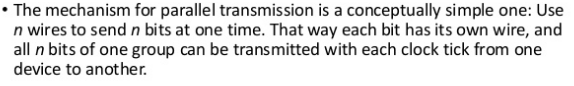 • The mechanism for parallel transmission is a conceptually simple one: Use
n wires to send n bits at one time. That way each bit has its own wire, and
all n bits of one group can be transmitted with each clock tick from one
device to another.